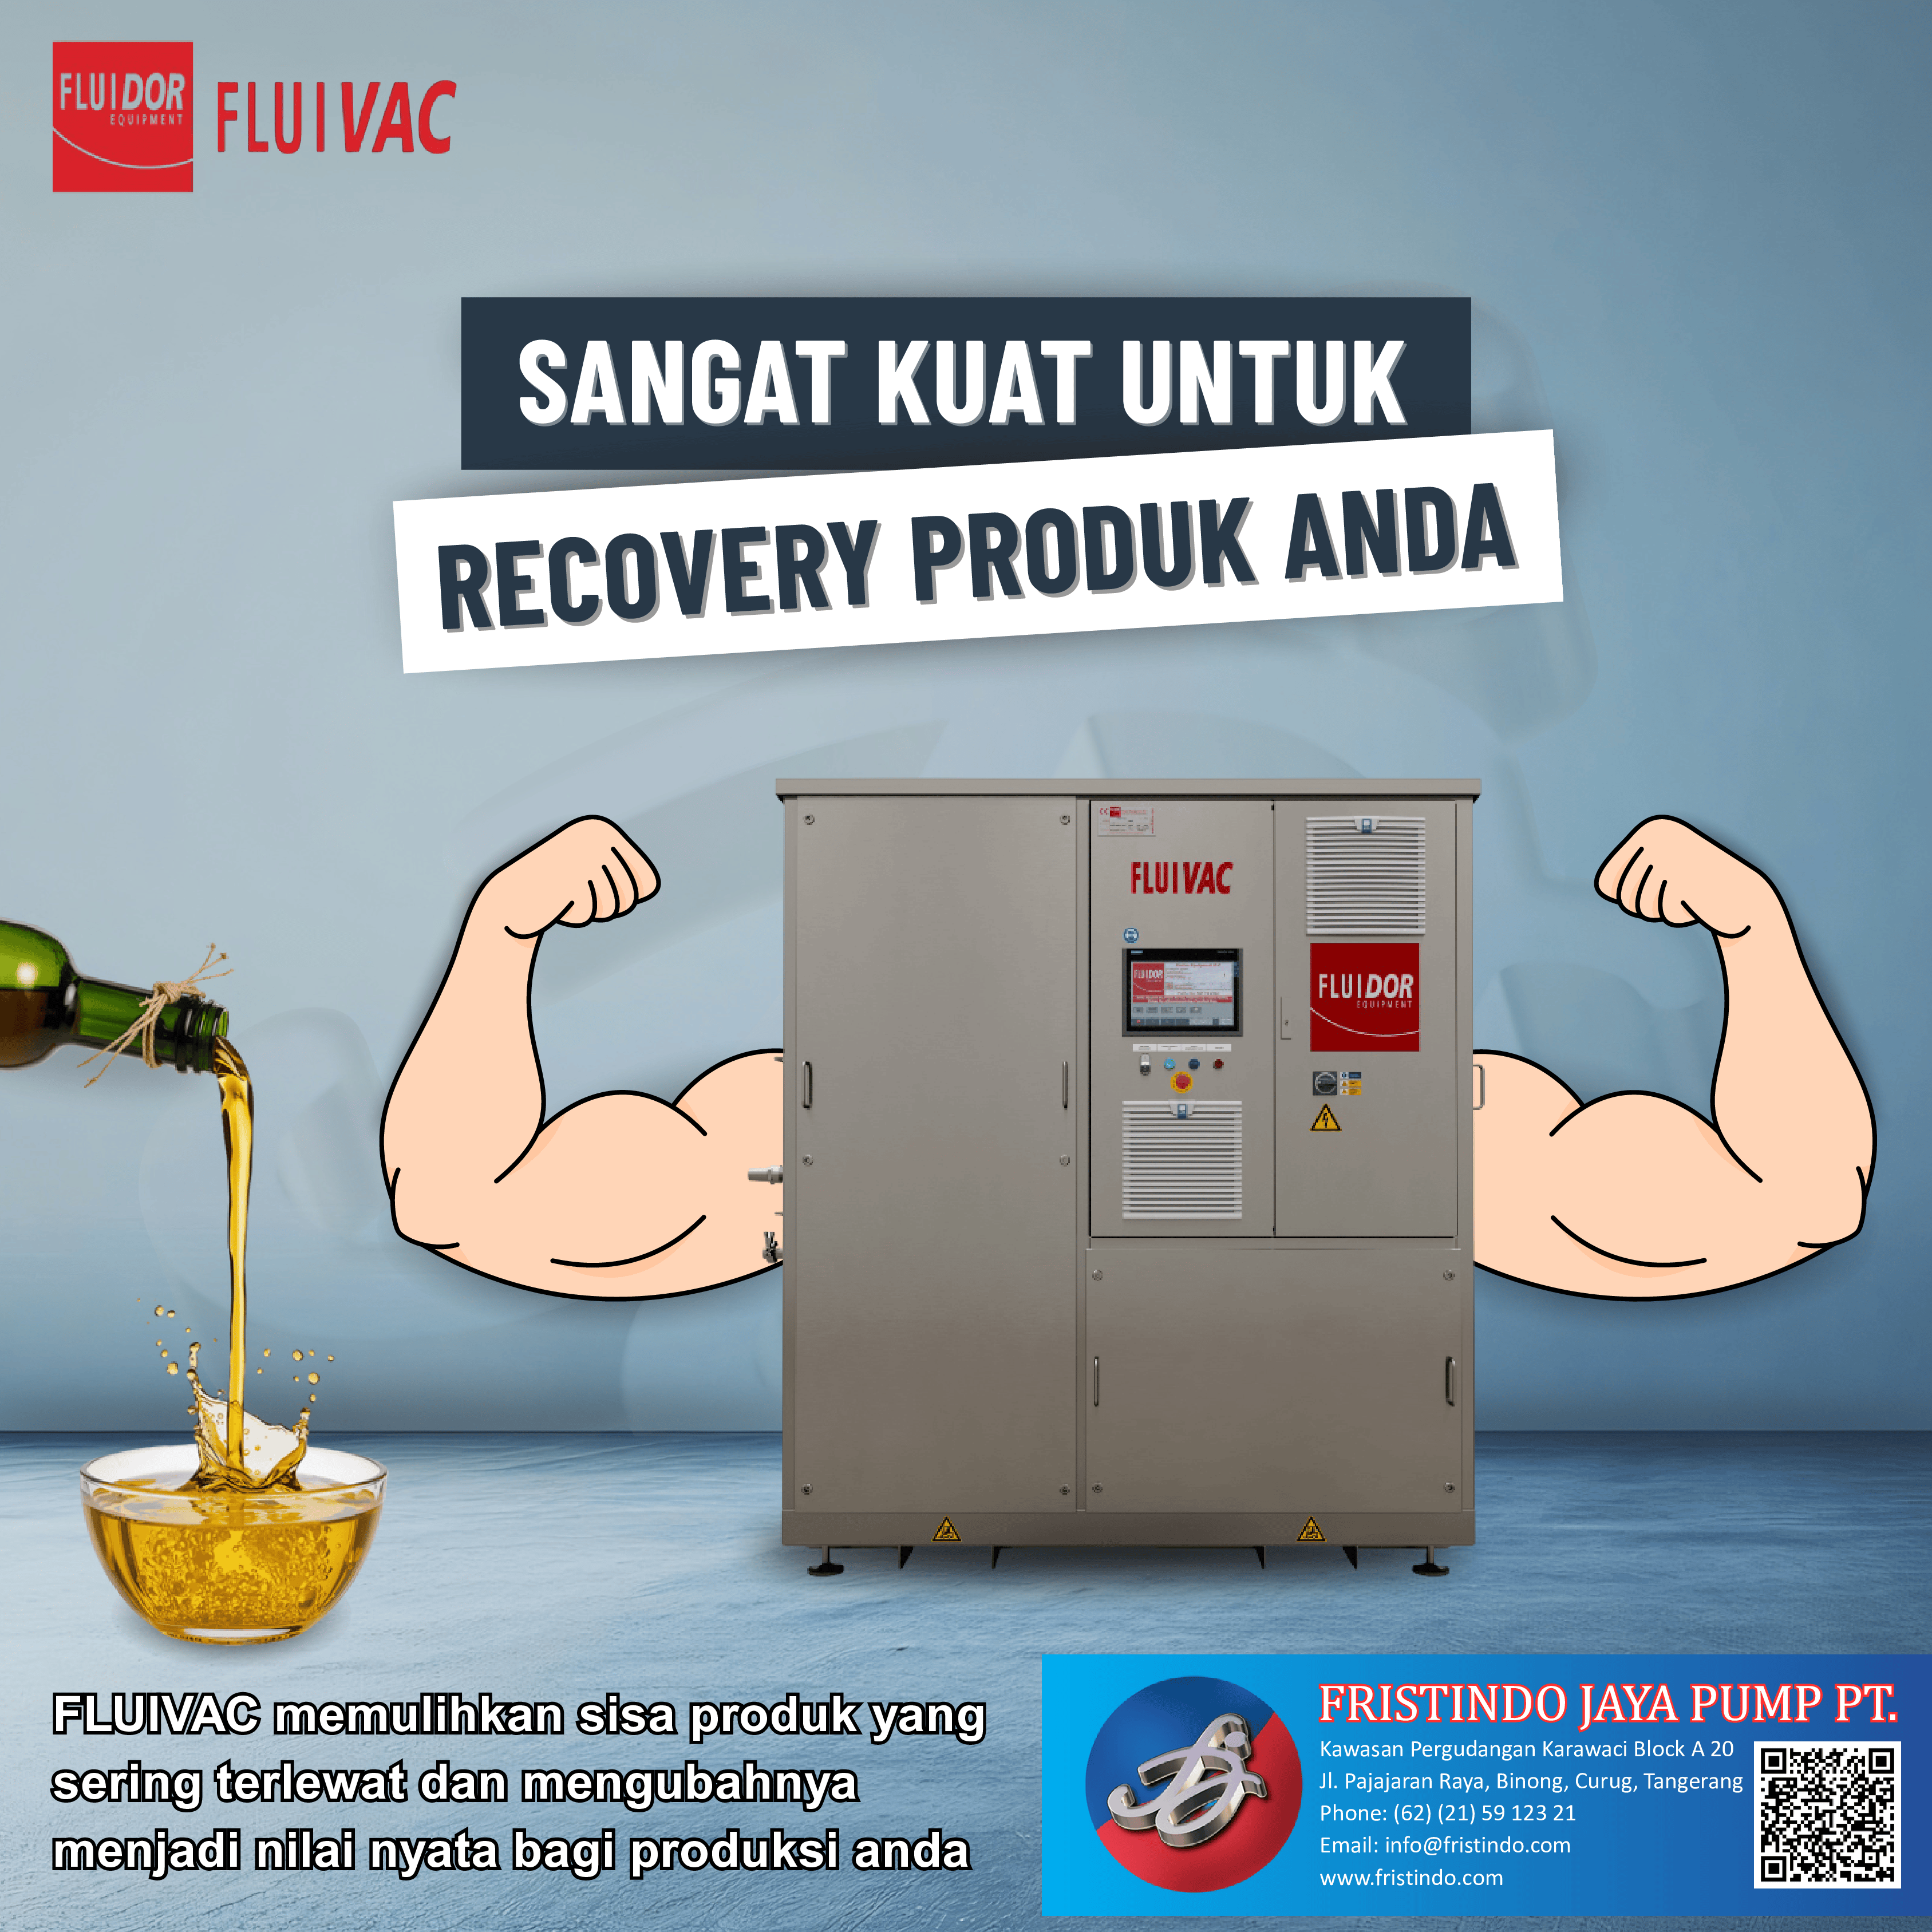 FLUIDOR
EQUIPMENT
FLUIVAC
SANGAT KUAT UNTUK
RECOVERY PRODUK ANDA
FLUIVAC
FLUIDOR
FLUIDOR
EQUIPMENT
FLUIVAC memulihkan sisa produk yang
sering terlewat dan mengubahnya
menjadi nilai nyata bagi produksi anda
FRISTINDO JAYA PUMP PT.
Kawasan Pergudangan Karawaci Block A 20
Jl. Pajajaran Raya, Binong, Curug, Tangerang
Phone: (62) (21) 59 123 21
Email: info@fristindo.com
www.fristindo.com